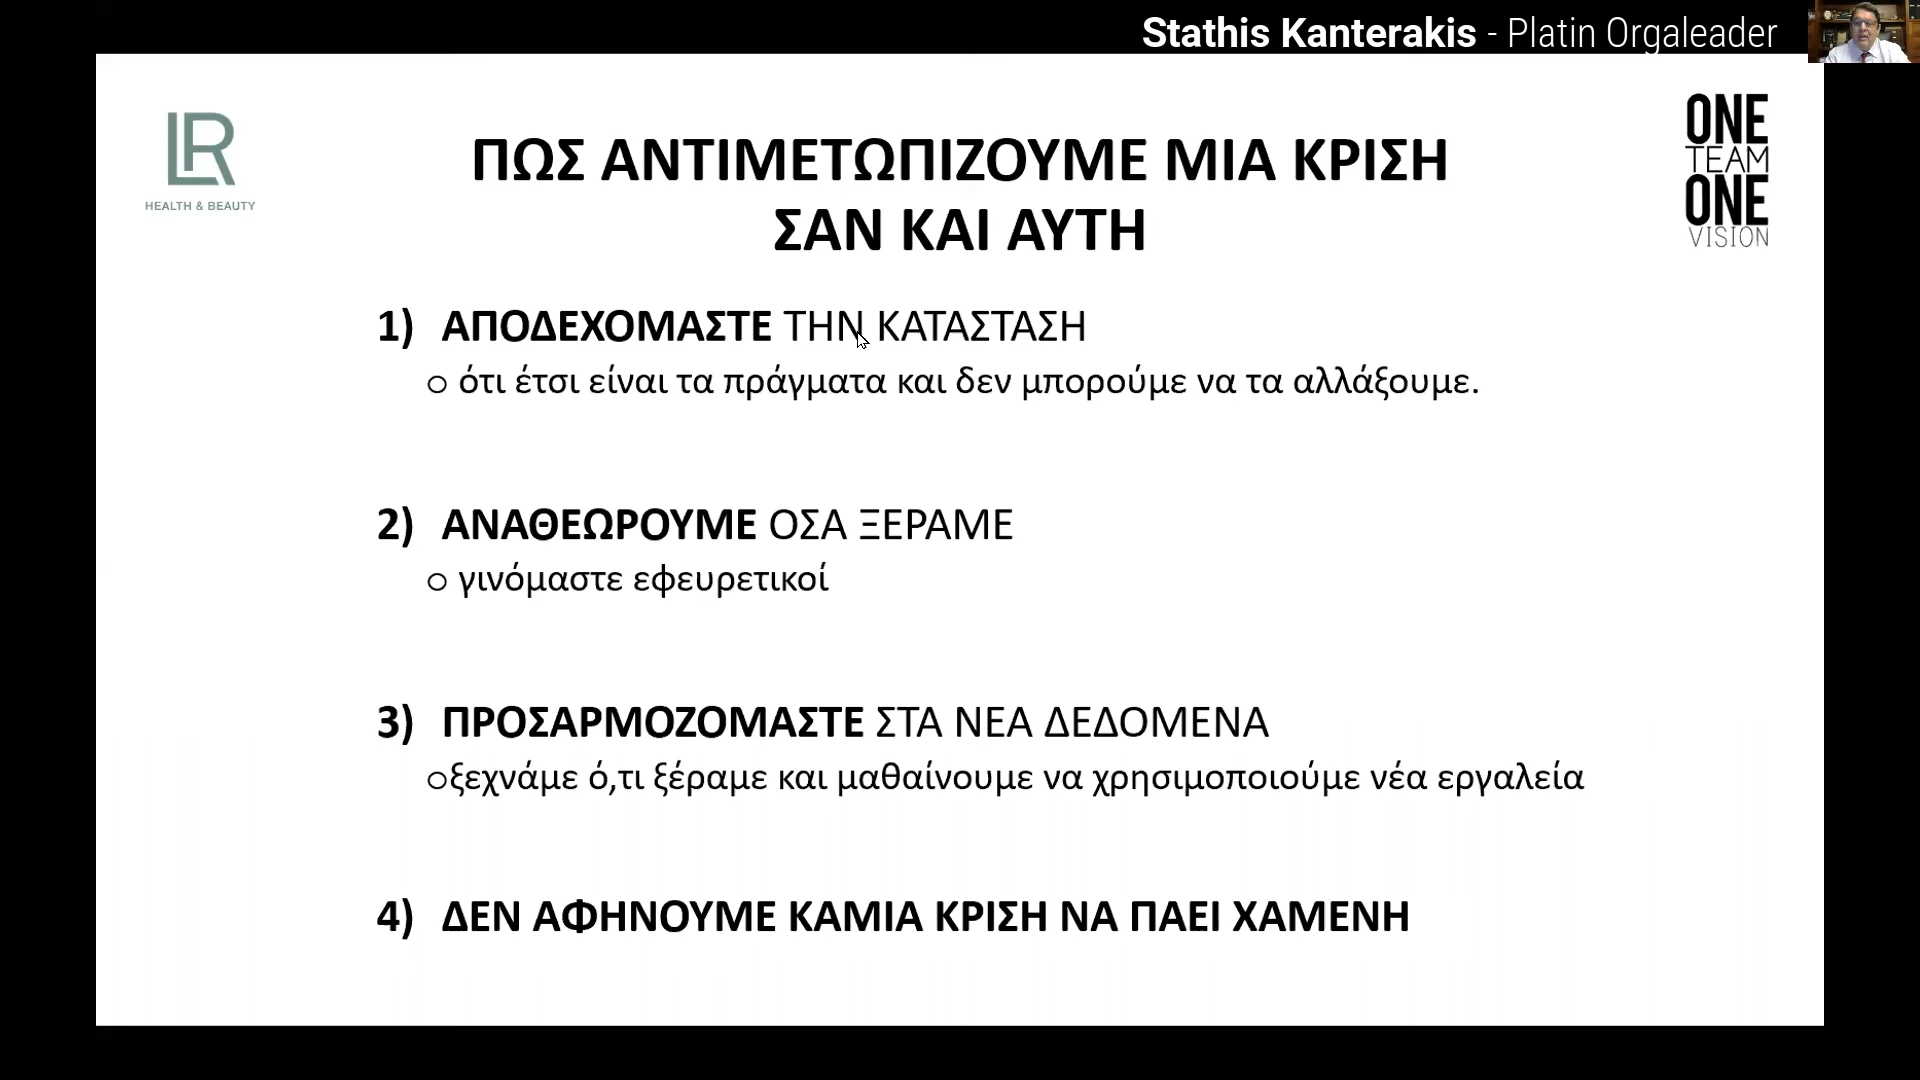 Stathis Kanterakis - Platin Orgaleader
LR
HEALTH & BEAUTY
ONE
TEAM
ONE
VISION
ΠΩΣ ΑΝΤΙΜΕΤΩΠΙΖΟΥΜΕ ΜΙΑ ΚΡΙΣΗ
ΣΑΝ ΚΑΙ ΑΥΤΗ
1) ΑΠΟΔΕΧΟΜΑΣΤΕ ΤΗΝ ΚΑΤΑΣΤΑΣΗ
o ότι έτσι είναι τα πράγματα και δεν μπορούμε να τα αλλάξουμε.
2) ΑΝΑΘΕΩΡΟΥΜΕ ΟΣΑ ΞΕΡΑΜΕ
o γινόμαστε εφευρετικοί
3) ΠΡΟΣΑΡΜΟΖΟΜΑΣΤΕ ΣΤΑ ΝΕΑ ΔΕΔΟΜΕΝΑ
oξεχνάμε ό,τι ξέραμε και μαθαίνουμε να χρησιμοποιούμε νέα εργαλεία
4) ΔΕΝ ΑΦΗΝΟΥΜΕ ΚΑΜΙΑ ΚΡΙΣΗ ΝΑ ΠΑΕΙ ΧΑΜΕΝΗ